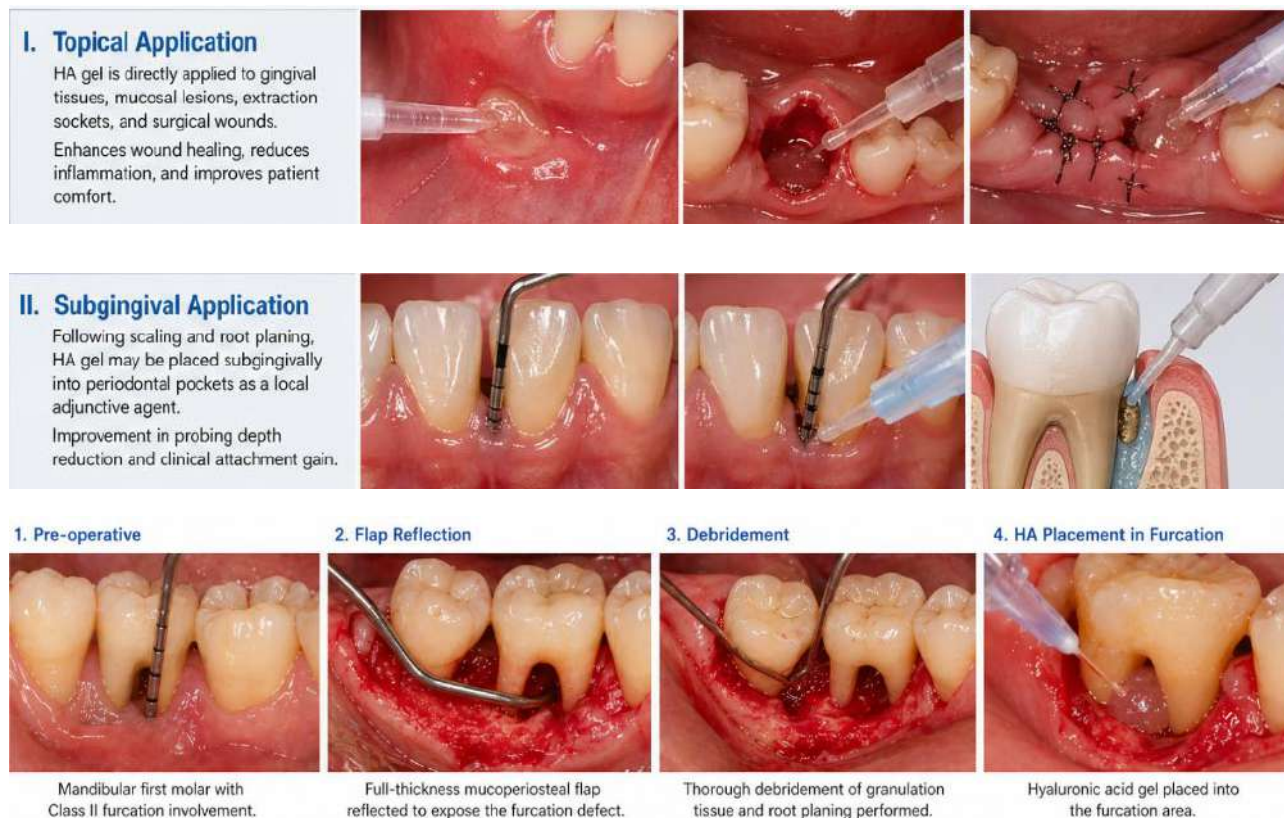 I. Topical Application
HA gel is directly applied to gingival
tissues, mucosal lesions, extraction
sockets, and surgical wounds.
Enhances wound healing, reduces
inflammation, and improves patient
comfort.
II. Subgingival Application
Following scaling and root planing,
HA gel may be placed subgingivally
into periodontal pockets as a local
adjunctive agent.
Improvement in probing depth
reduction and clinical attachment gain.
1. Pre-operative
Mandibular first molar with
Class II furcation involvement.
2. Flap Reflection
Full-thickness mucoperiosteal flap
reflected to expose the furcation defect.
3. Debridement
Thorough debridement of granulation
tissue and root planing performed.
4. HA Placement in Furcation
Hyaluronic acid gel placed into
the furcation area.